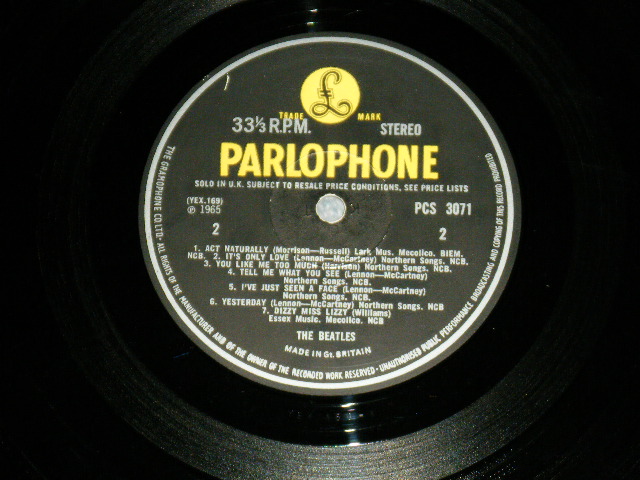 £
TRADE MARK
33⅓ R.P.M. STEREO
PARLOPHONE
SOLD IN U.K. SUBJECT TO RESALE PRICE CONDITIONS, SEE PRICE LISTS
(YEX.169) PCS 3071
℗ 1965
2 2
1. ACT NATURALLY (Morrison—Russell) Lark Mus. Mecolico. BIEM.
NCB. 2. IT'S ONLY LOVE (Lennon—McCartney) Northern Songs. NCB.
3. YOU LIKE ME TOO MUCH (Harrison) Northern Songs. NCB.
4. TELL ME WHAT YOU SEE (Lennon—McCartney)
Northern Songs. NCB.
5. I'VE JUST SEEN A FACE (Lennon—McCartney)
Northern Songs. NCB.
6. YESTERDAY (Lennon—McCartney) Northern Songs. NCB
7. DIZZY MISS LIZZY (Williams)
Essex Music. Mecolico. NCB
THE BEATLES
MADE IN Gt. BRITAIN
THE GRAMOPHONE CO LTD · ALL RIGHTS OF THE MANUFACTURER AND OF THE OWNER OF THE RECORDED WORK RESERVED · UNAUTHORISED PUBLIC PERFORMANCE BROADCASTING AND COPYING OF THIS RECORD PROHIBITED